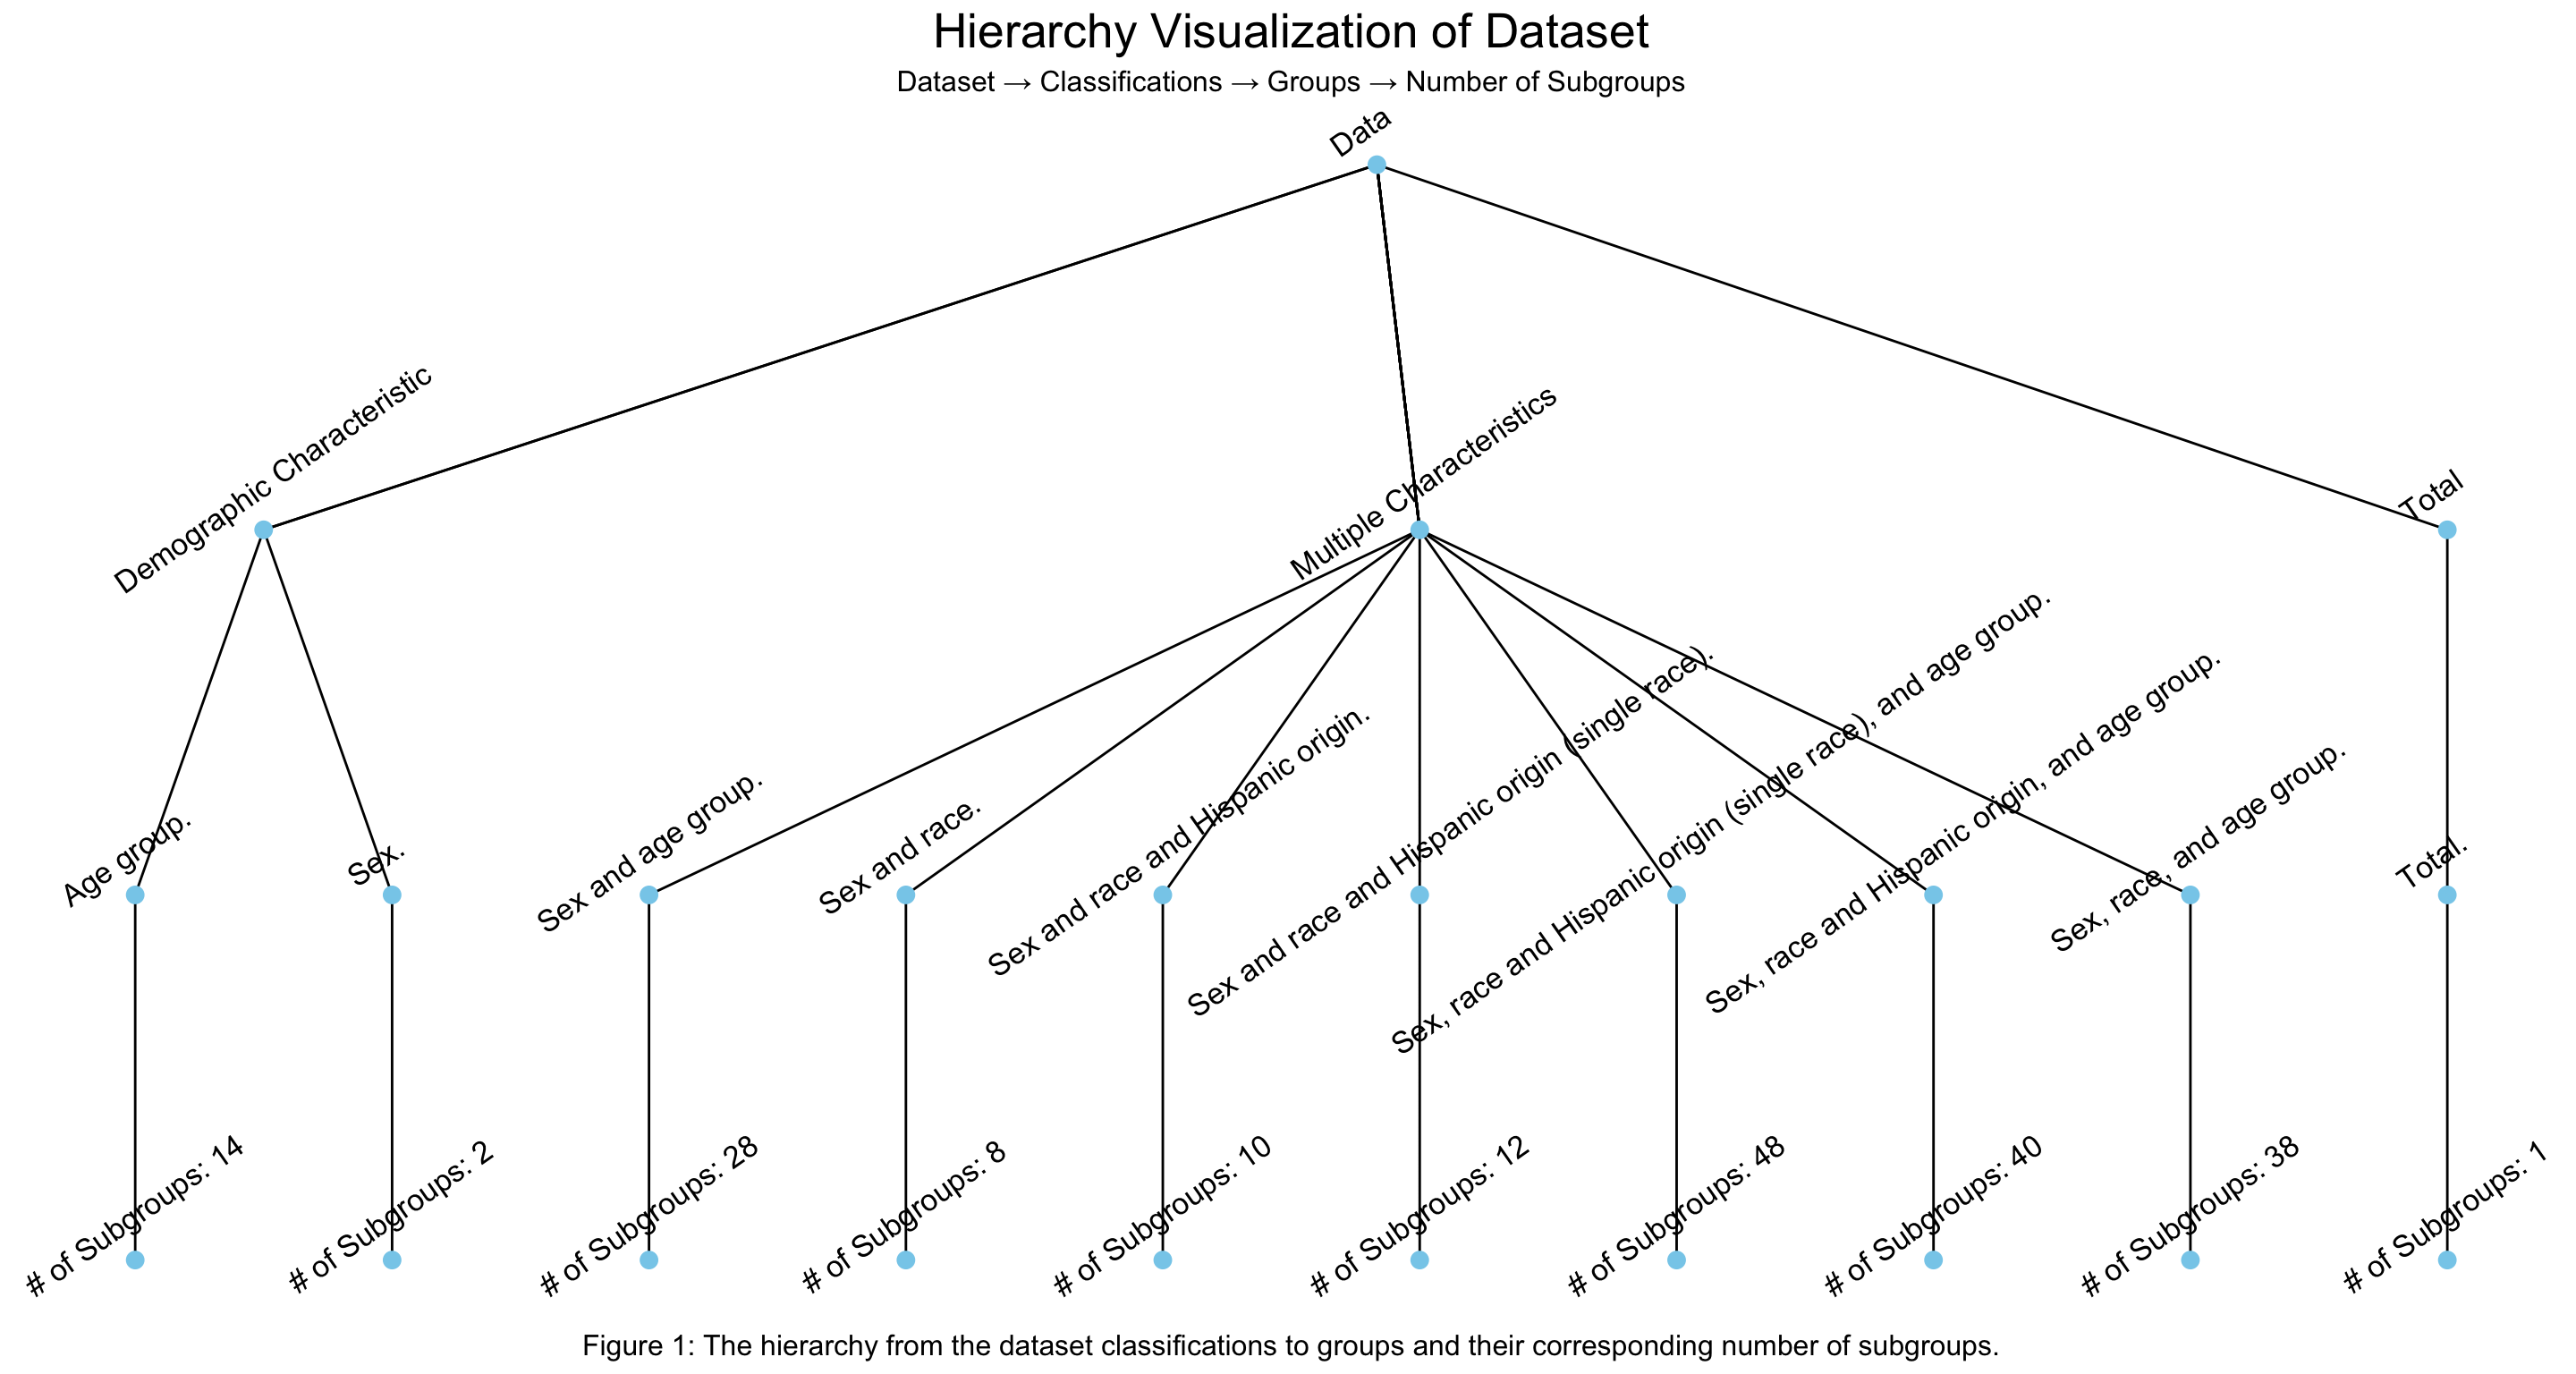 Hierarchy Visualization of Dataset
Dataset → Classifications → Groups → Number of Subgroups
Data
Demographic Characteristic
Multiple Characteristics
Total
Age group.
Sex.
Sex and age group.
Sex and race.
Sex and race and Hispanic origin.
Sex and race and Hispanic origin (single race).
Sex, race and Hispanic origin (single race), and age group.
Sex, race and Hispanic origin, and age group.
Sex, race, and age group.
Total.
# of Subgroups: 14
# of Subgroups: 2
# of Subgroups: 28
# of Subgroups: 8
# of Subgroups: 10
# of Subgroups: 12
# of Subgroups: 48
# of Subgroups: 40
# of Subgroups: 38
# of Subgroups: 1
Figure 1: The hierarchy from the dataset classifications to groups and their corresponding number of subgroups.